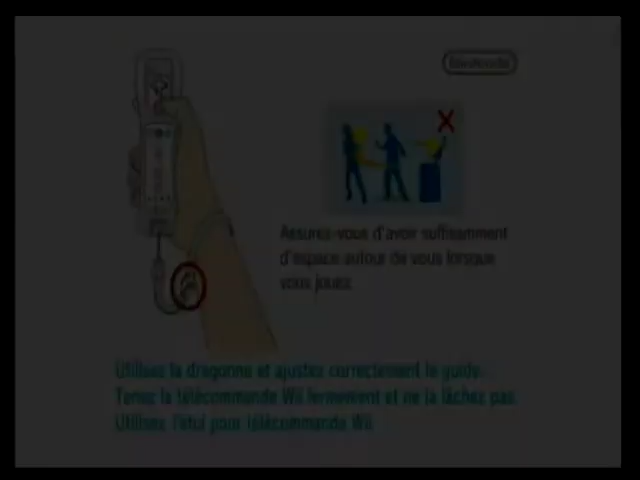 Nintendo
Assurez-vous d'avoir suffisamment
d'espace autour de vous lorsque
vous jouez.
Utilisez la dragonne et ajustez correctement le guide.
Tenez la télécommande Wii fermement et ne la lâchez pas.
Utilisez l'étui pour télécommande Wii.